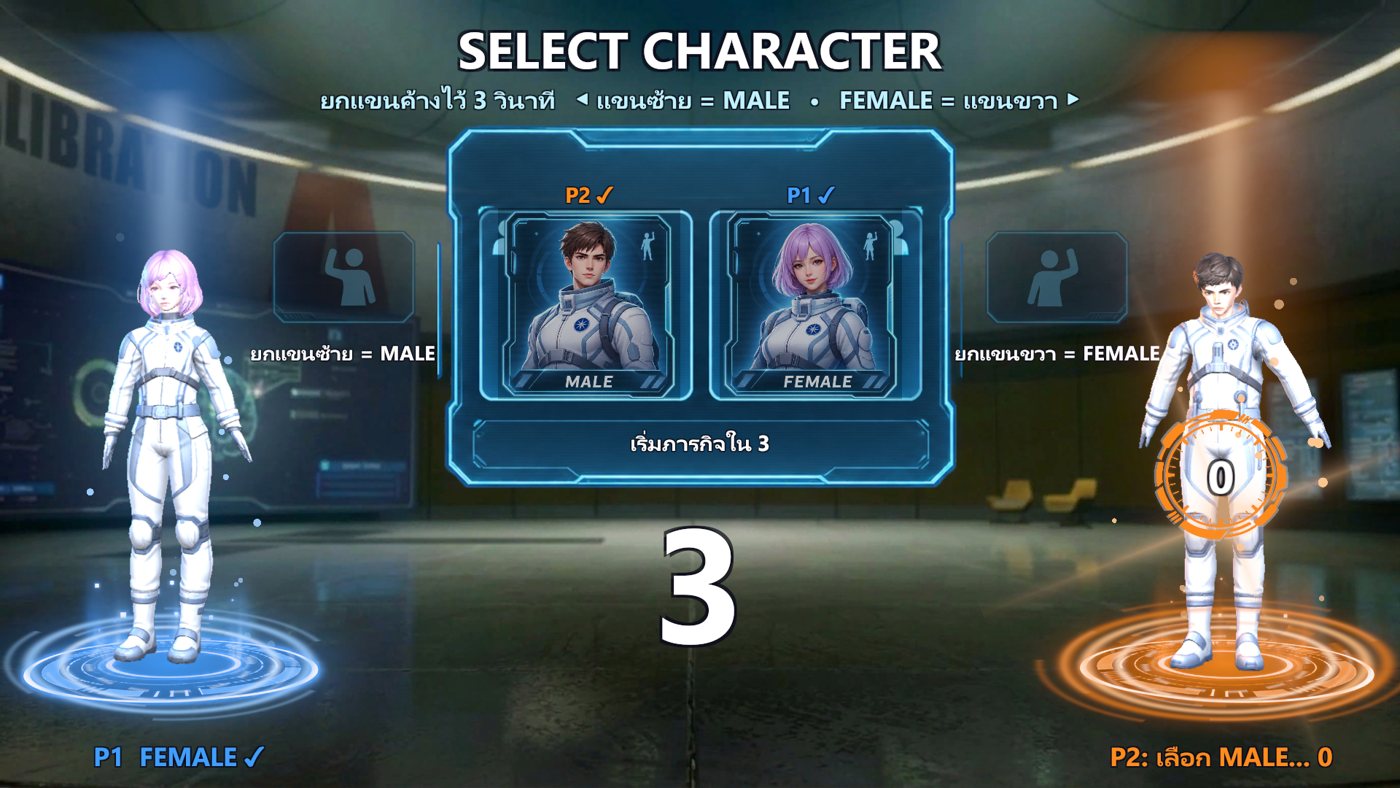 SELECT CHARACTER
ยกแขนค้างไว้ 3 วินาที ◄ แขนซ้าย = MALE • FEMALE = แขนขวา ►
LIBRATION
P2 ✓
P1 ✓
MALE
FEMALE
ยกแขนซ้าย = MALE
ยกแขนขวา = FEMALE
เริ่มภารกิจใน 3
0
3
P1 FEMALE ✓
P2: เลือก MALE... 0